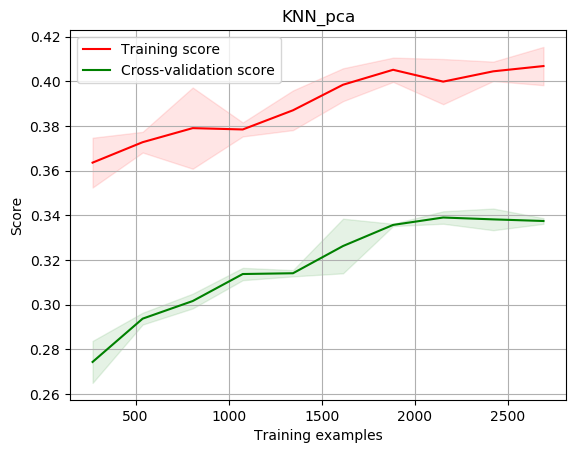 KNN_pca
Training score
Cross-validation score
0.42
0.40
0.38
0.36
0.34
0.32
0.30
0.28
0.26
Score
500
1000
1500
2000
2500
Training examples